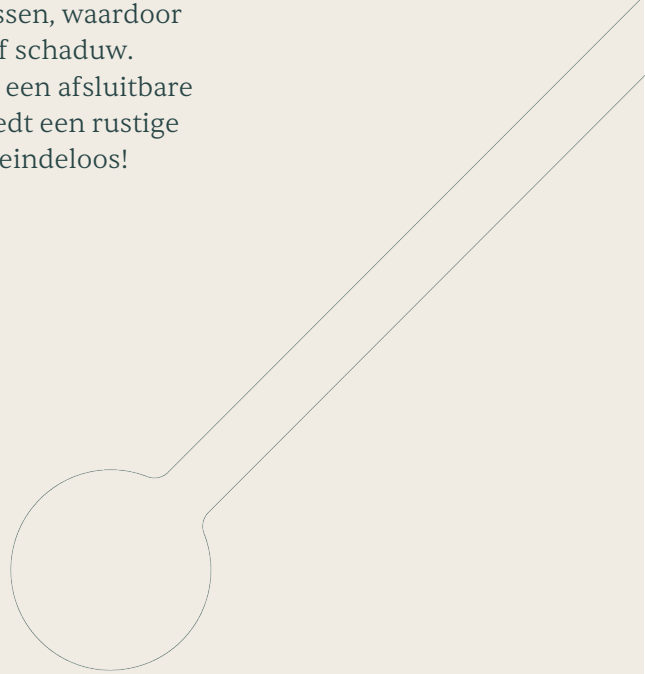 ssen, waardoor
f schaduw.
een afsluitbare
edt een rustige
eindeloos!